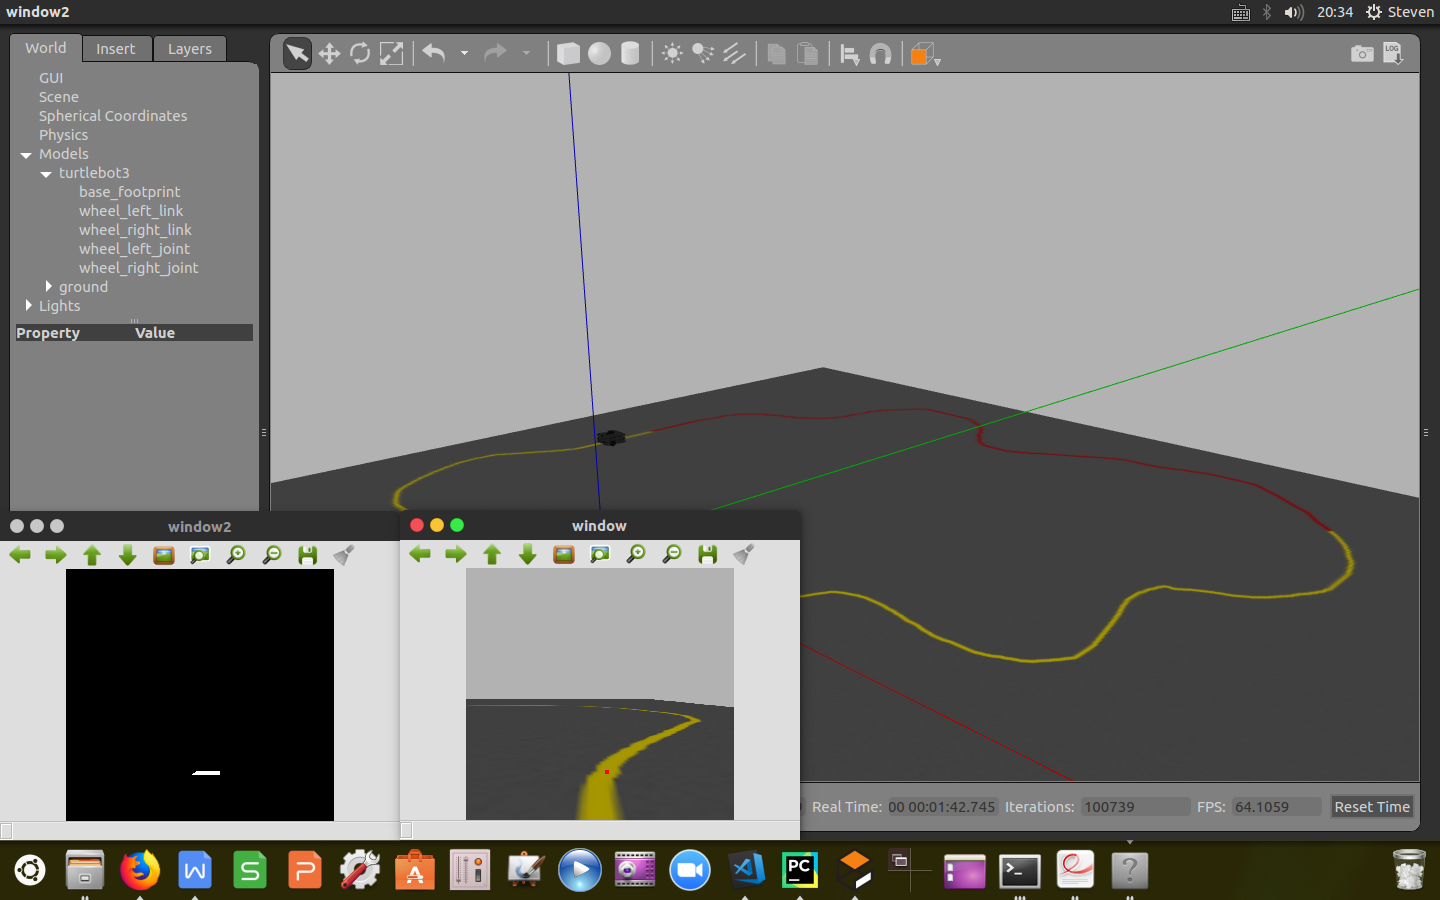 window2
20:34 Steven
World Insert Layers
LOG
GUI
Scene
Spherical Coordinates
Physics
Models
turtlebot3
base_footprint
wheel_left_link
wheel_right_link
wheel_left_joint
wheel_right_joint
ground
Lights
Property Value
window2
window
Real Time: 00 00:01:42.745 Iterations: 100739 FPS: 64.1059 Reset Time
W S P A PC >_ ?